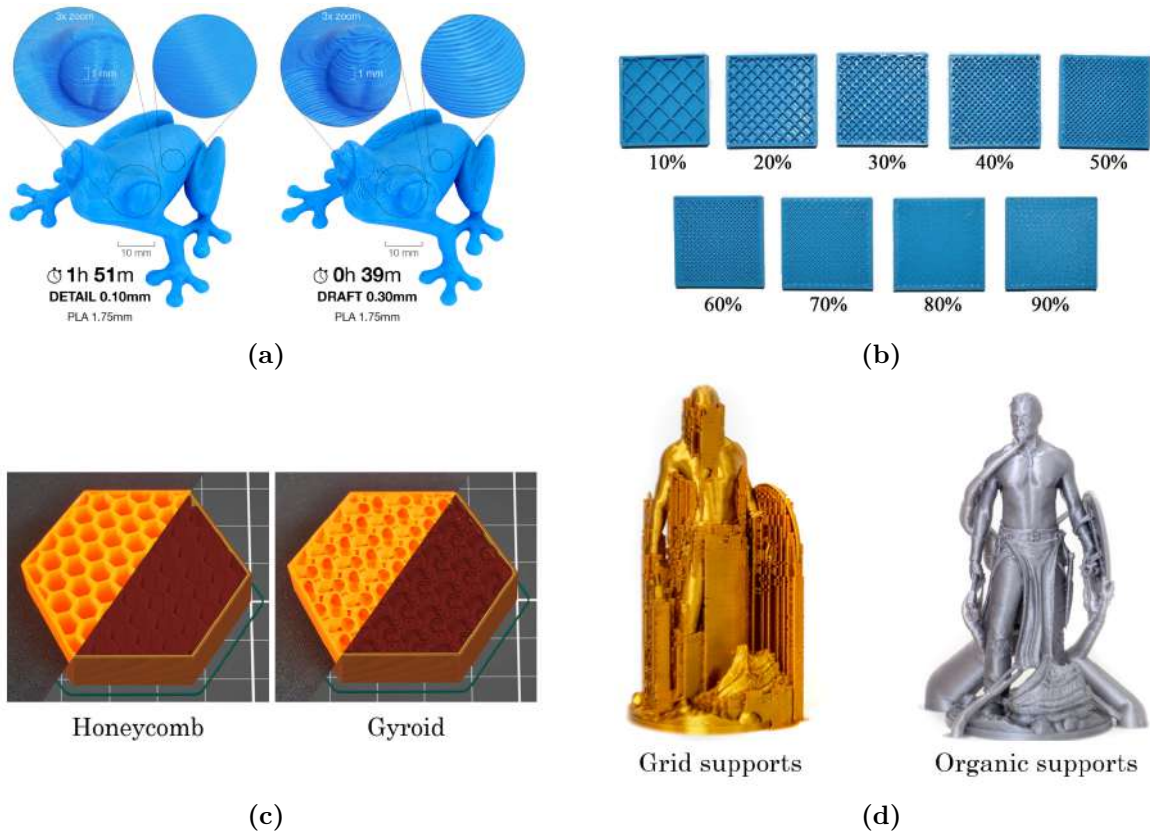 3x zoom
1 mm
10 mm
1h 51m
DETAIL 0.10mm
PLA 1.75mm
3x zoom
1 mm
10 mm
0h 39m
DRAFT 0.30mm
PLA 1.75mm
(a)
10% 20% 30% 40% 50%
60% 70% 80% 90%
(b)
Honeycomb Gyroid
(c)
Grid supports Organic supports
(d)